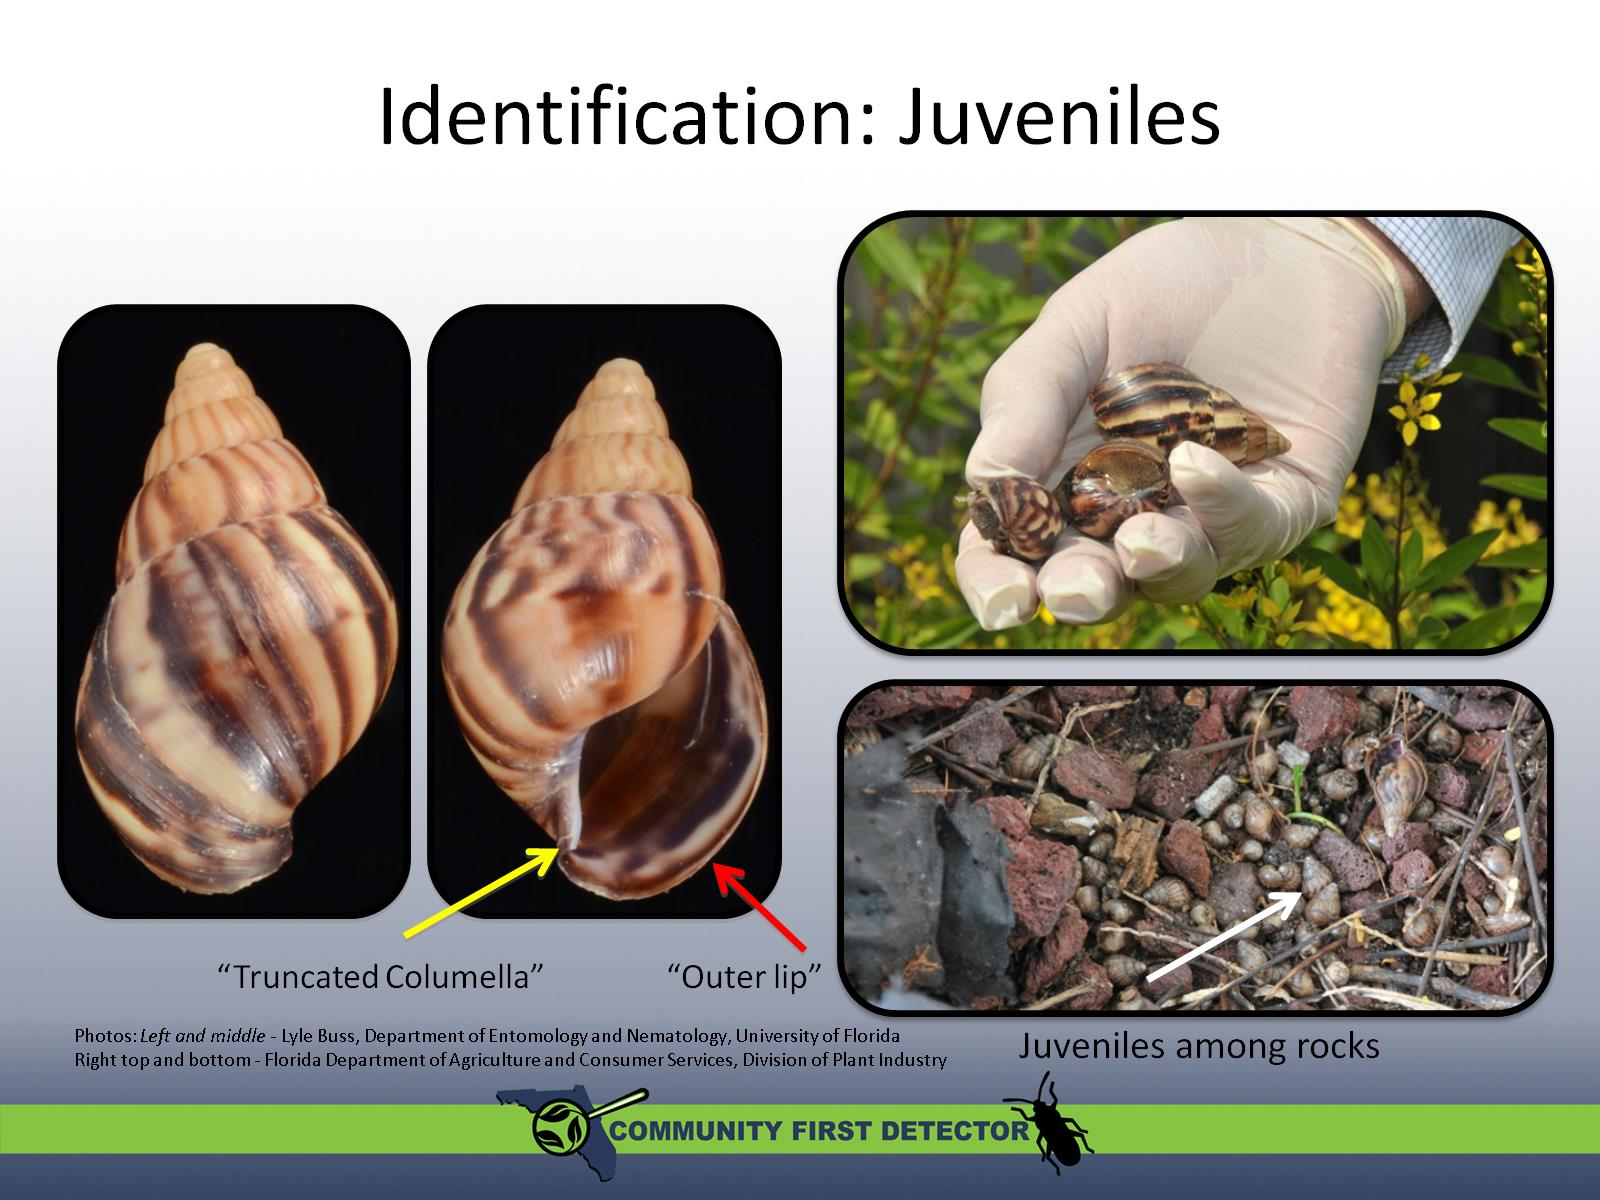 Identification: Juveniles
“Truncated Columella”
“Outer lip”
Juveniles among rocks
Photos: Left and middle - Lyle Buss, Department of Entomology and Nematology, University of Florida
Right top and bottom - Florida Department of Agriculture and Consumer Services, Division of Plant Industry
COMMUNITY FIRST DETECTOR